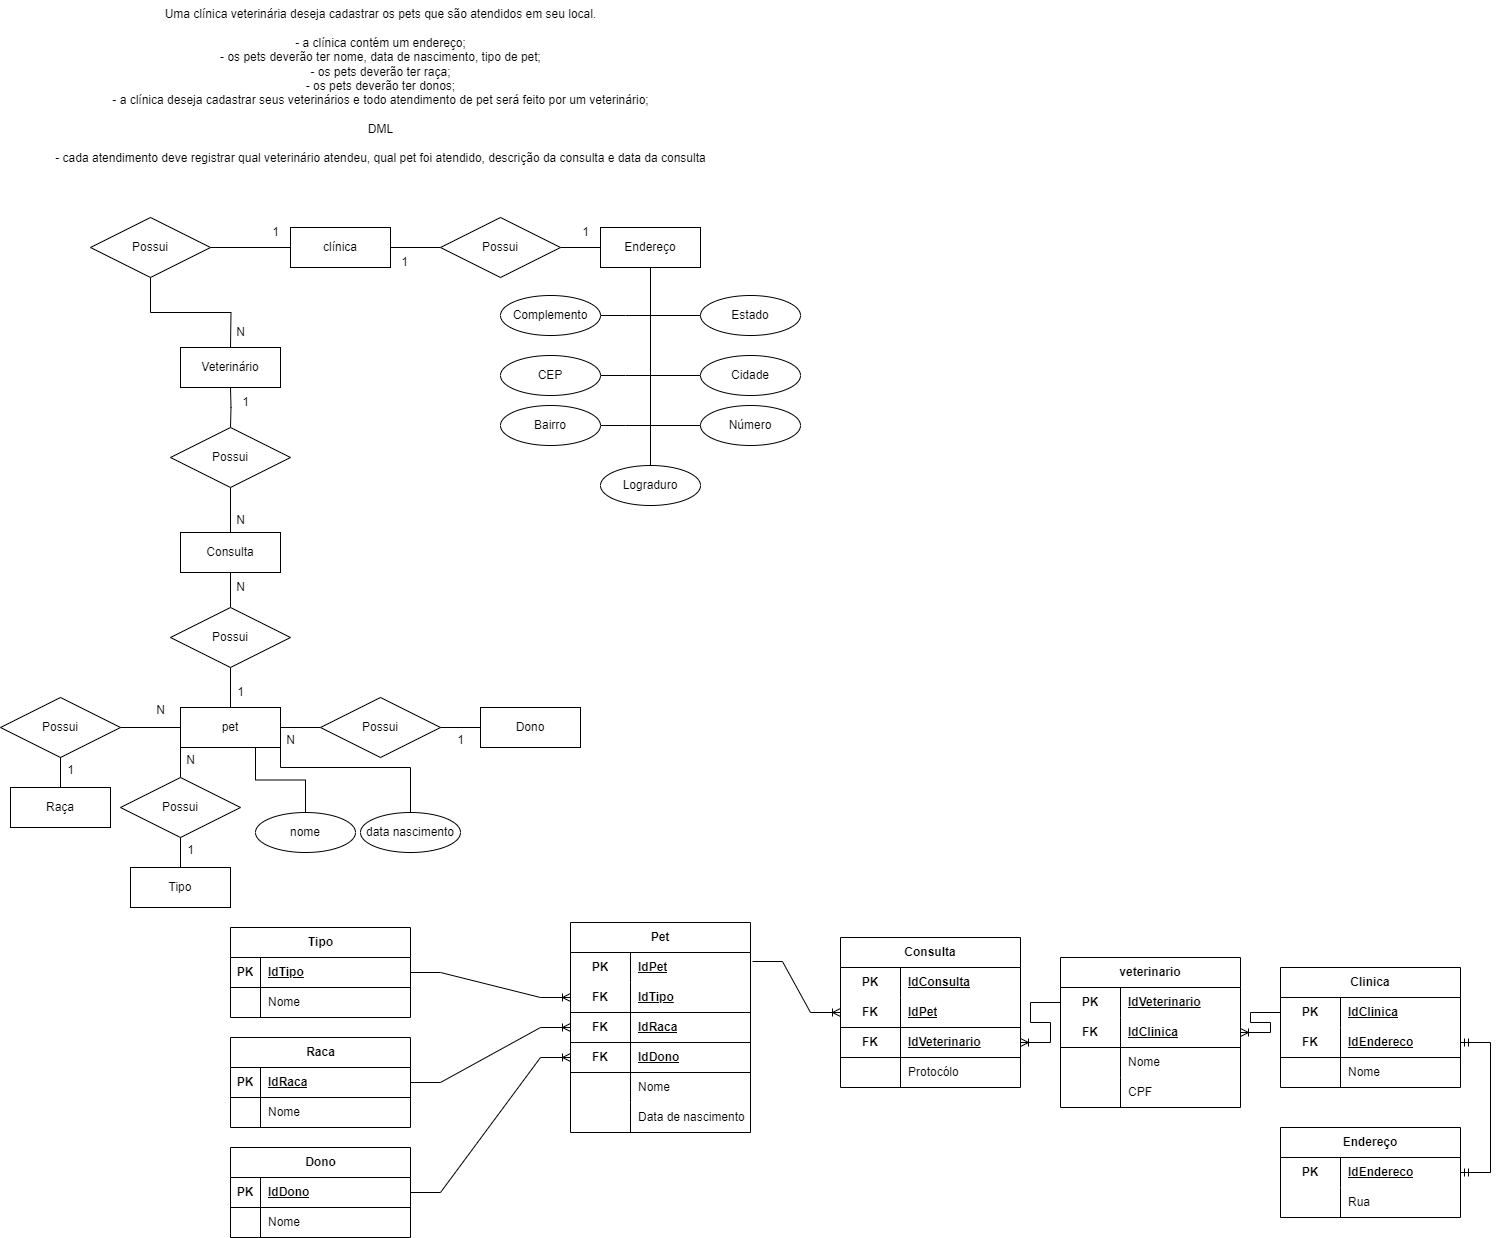 Uma clínica veterinária deseja cadastrar os pets que são atendidos em seu local.
- a clínica contém um endereço;
- os pets deverão ter nome, data de nascimento, tipo de pet;
- os pets deverão ter raça;
- os pets deverão ter donos;
- a clínica deseja cadastrar seus veterinários e todo atendimento de pet será feito por um veterinário;
DML
- cada atendimento deve registrar qual veterinário atendeu, qual pet foi atendido, descrição da consulta e data da consulta
Possui
1
clínica
1
Possui
1
Endereço
Complemento
Estado
CEP
Cidade
Bairro
Número
Lograduro
N
Veterinário
1
Possui
N
Consulta
N
Possui
1
Possui
N
pet
N
Possui
1
Dono
1
Raça
N
Possui
1
Tipo
nome
data nascimento
Tipo
PK IdTipo
Nome
Raca
PK IdRaca
Nome
Dono
PK IdDono
Nome
Pet
PK IdPet
FK IdTipo
FK IdRaca
FK IdDono
Nome
Data de nascimento
Consulta
PK IdConsulta
FK IdPet
FK IdVeterinario
Protocólo
veterinario
PK IdVeterinario
FK IdClinica
Nome
CPF
Clinica
PK IdClinica
FK IdEndereco
Nome
Endereço
PK IdEndereco
Rua